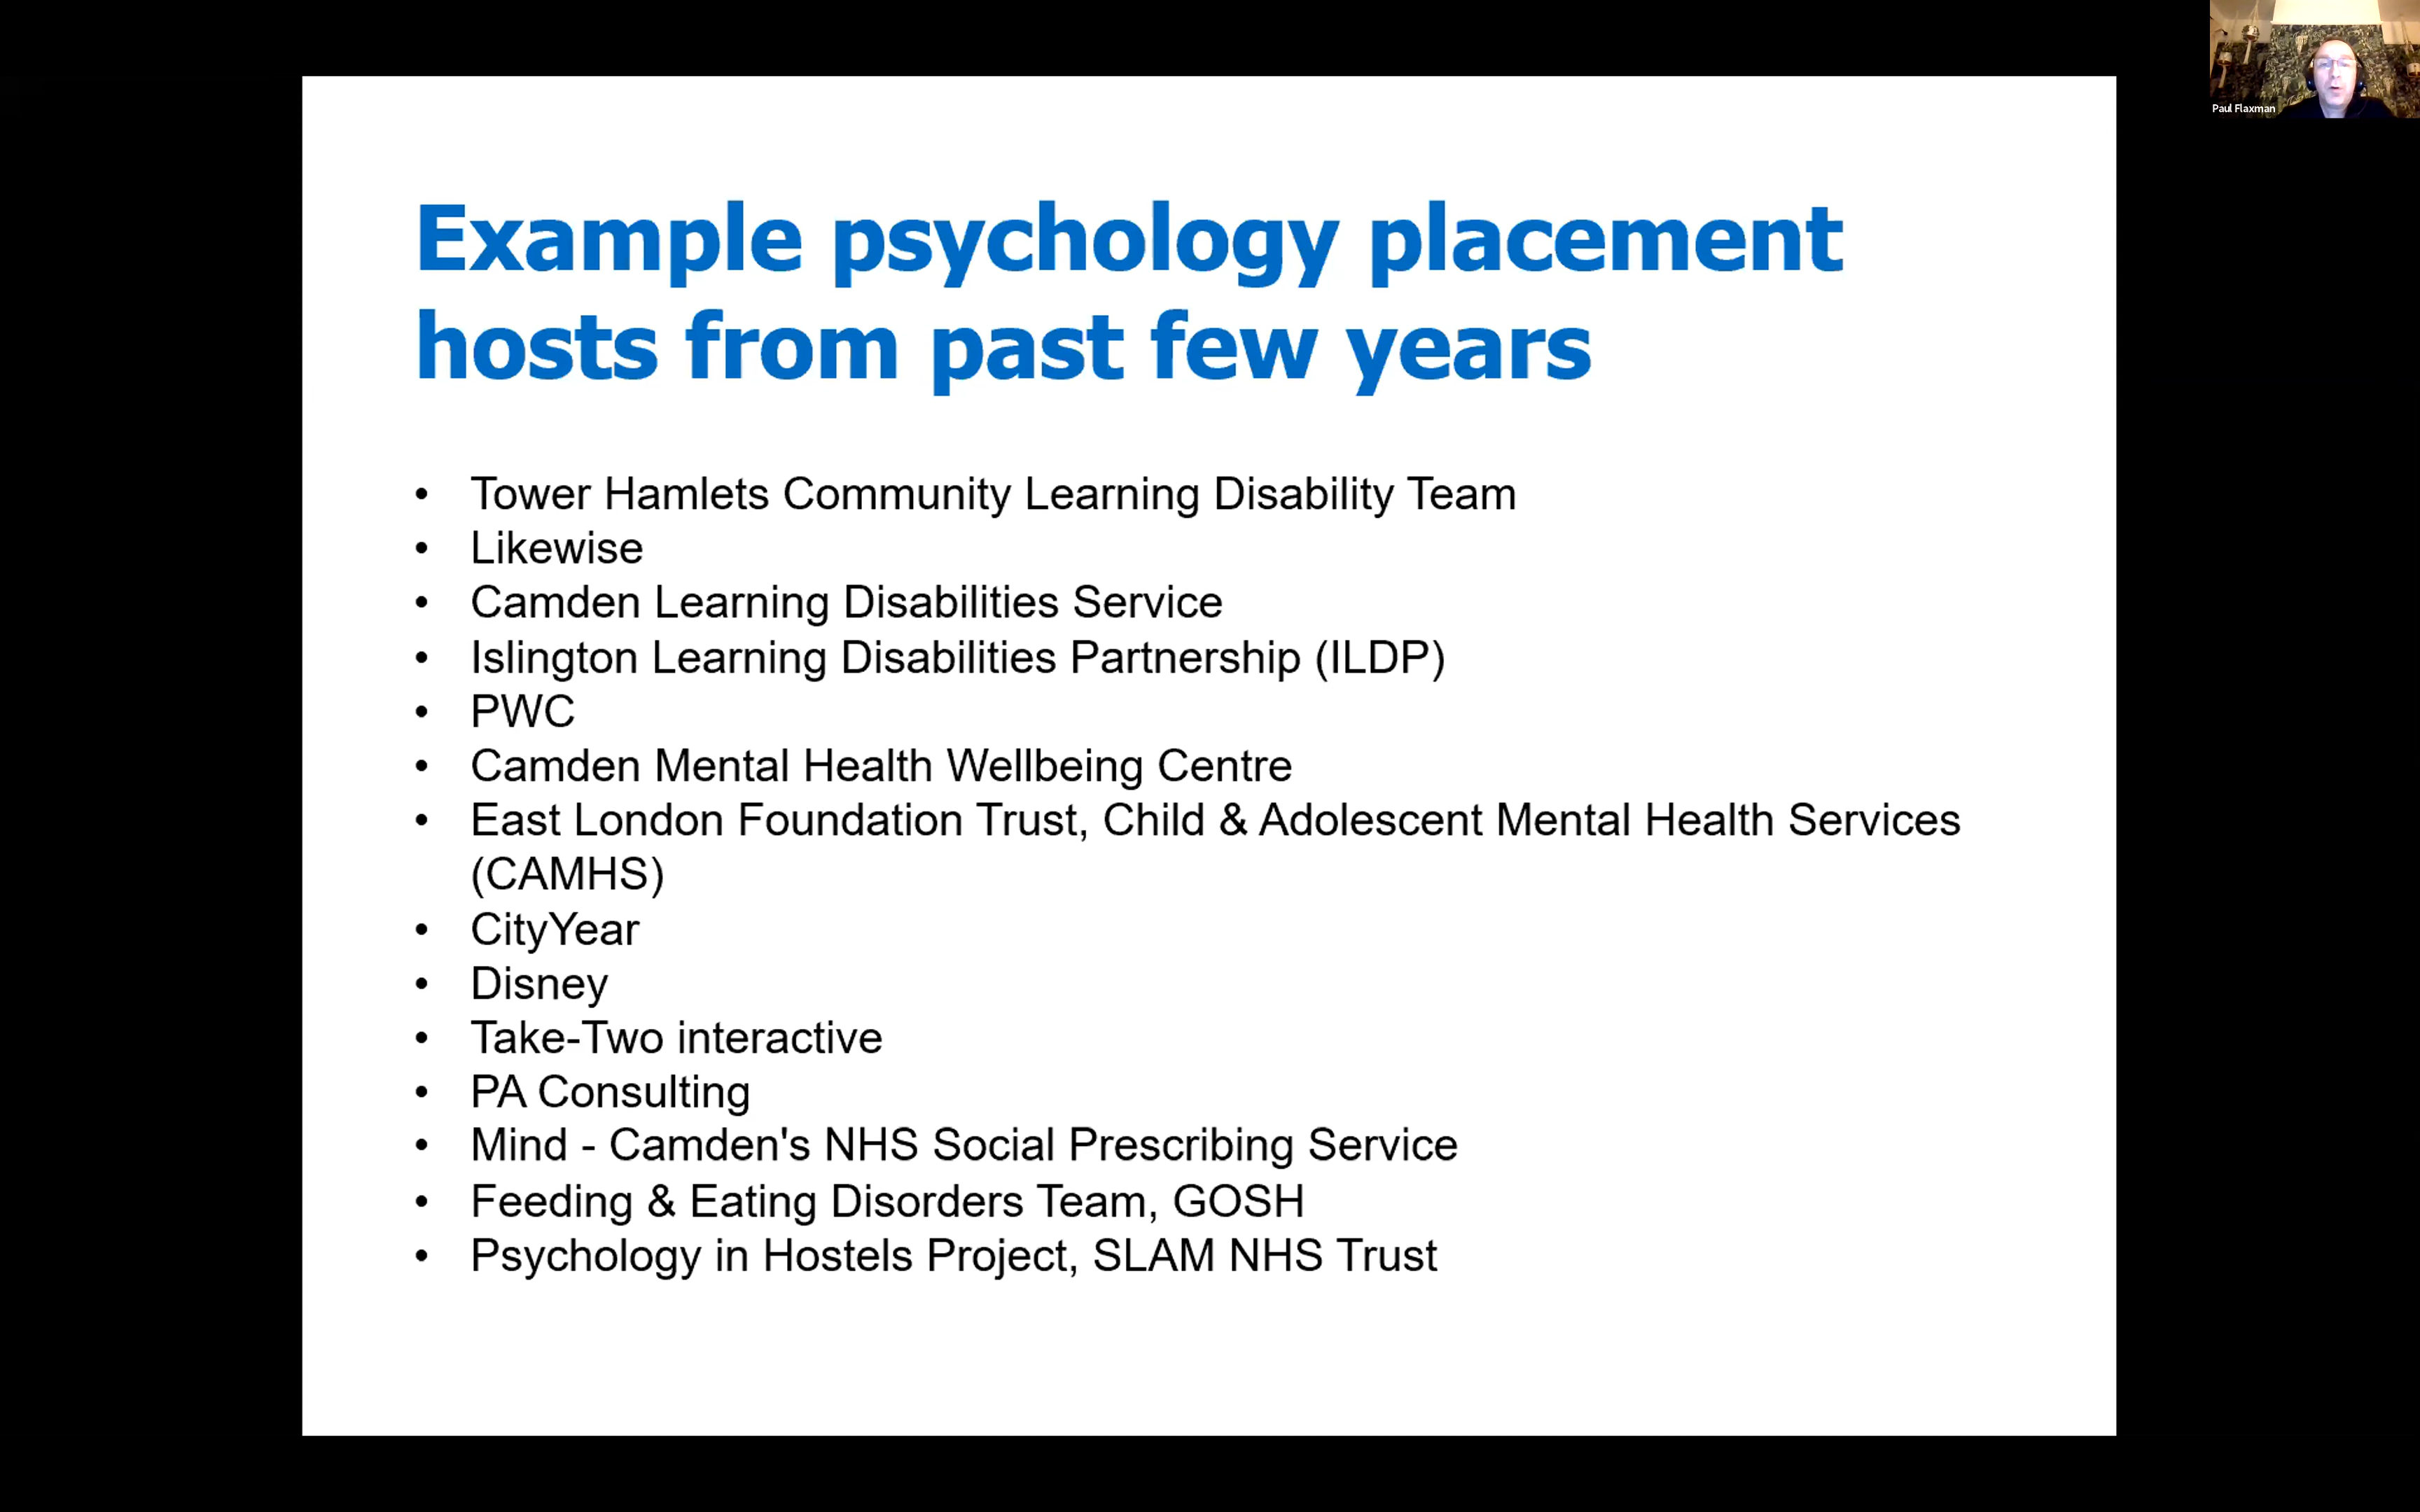 Example psychology placement
hosts from past few years
• Tower Hamlets Community Learning Disability Team
• Likewise
• Camden Learning Disabilities Service
• Islington Learning Disabilities Partnership (ILDP)
• PWC
• Camden Mental Health Wellbeing Centre
• East London Foundation Trust, Child & Adolescent Mental Health Services
(CAMHS)
• CityYear
• Disney
• Take-Two interactive
• PA Consulting
• Mind - Camden's NHS Social Prescribing Service
• Feeding & Eating Disorders Team, GOSH
• Psychology in Hostels Project, SLAM NHS Trust
Paul Flaxman